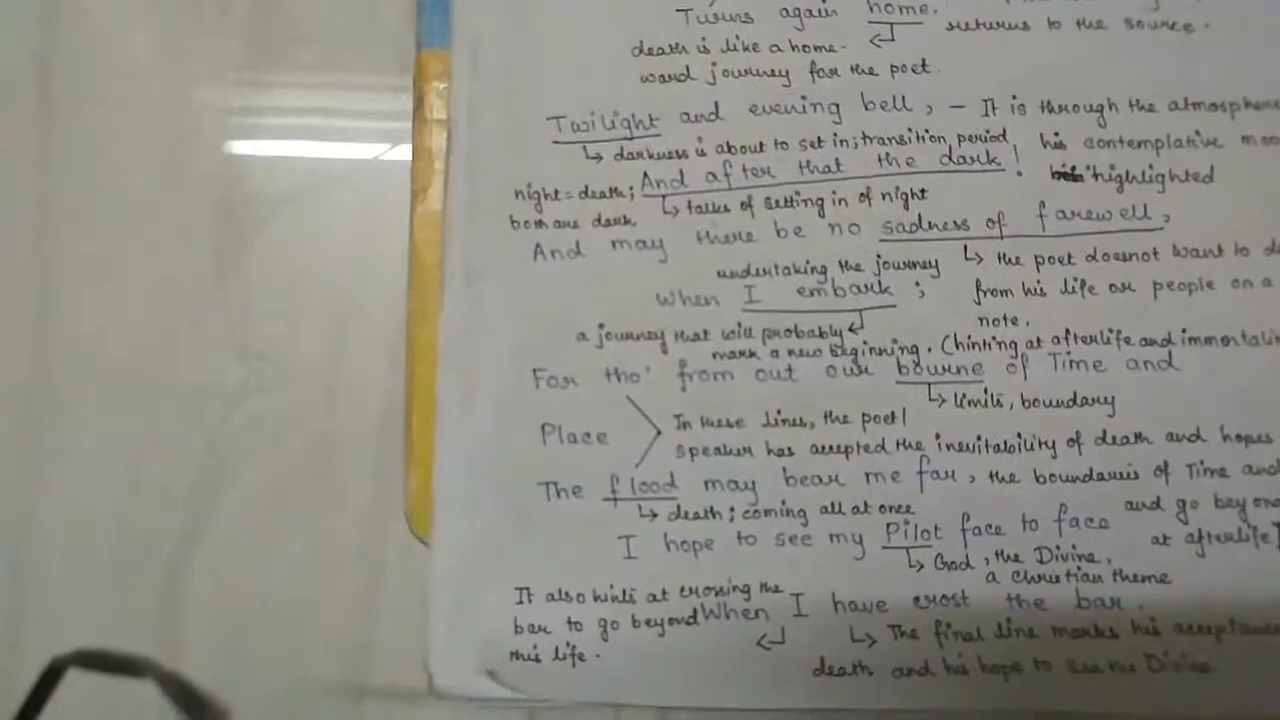 Turns again home.
returns to the source.
death is like a home-
ward journey for the poet.
Twilight and evening bell, - It is through the atmosphere
↳ darkness is about to set in; transition period
his contemplative
And after that the dark!
highlighted
night = death;
both are dark
↳ talks of setting in of night
And may there be no sadness of farewell,
undertaking the journey
↳ the poet doesnot want to
When I embark ;
from his life or people on a
note.
a journey that will probably
mark a new beginning. (hinting at afterlife and
For tho' from out our bourne of Time and
↳ limits, boundary
Place
In these lines, the poet/
speaker has accepted the inevitability of death and hopes
The flood may bear me far,
the boundaries of Time and
↳ death; coming all at once
and go
I hope to see my Pilot face to face
at afterlife
↳ God, the Divine,
a christian theme
It also hints at crossing the
bar to go beyond
this life.
When I have crost the bar.
↳ The final line marks his
death and his hope to see the Divine